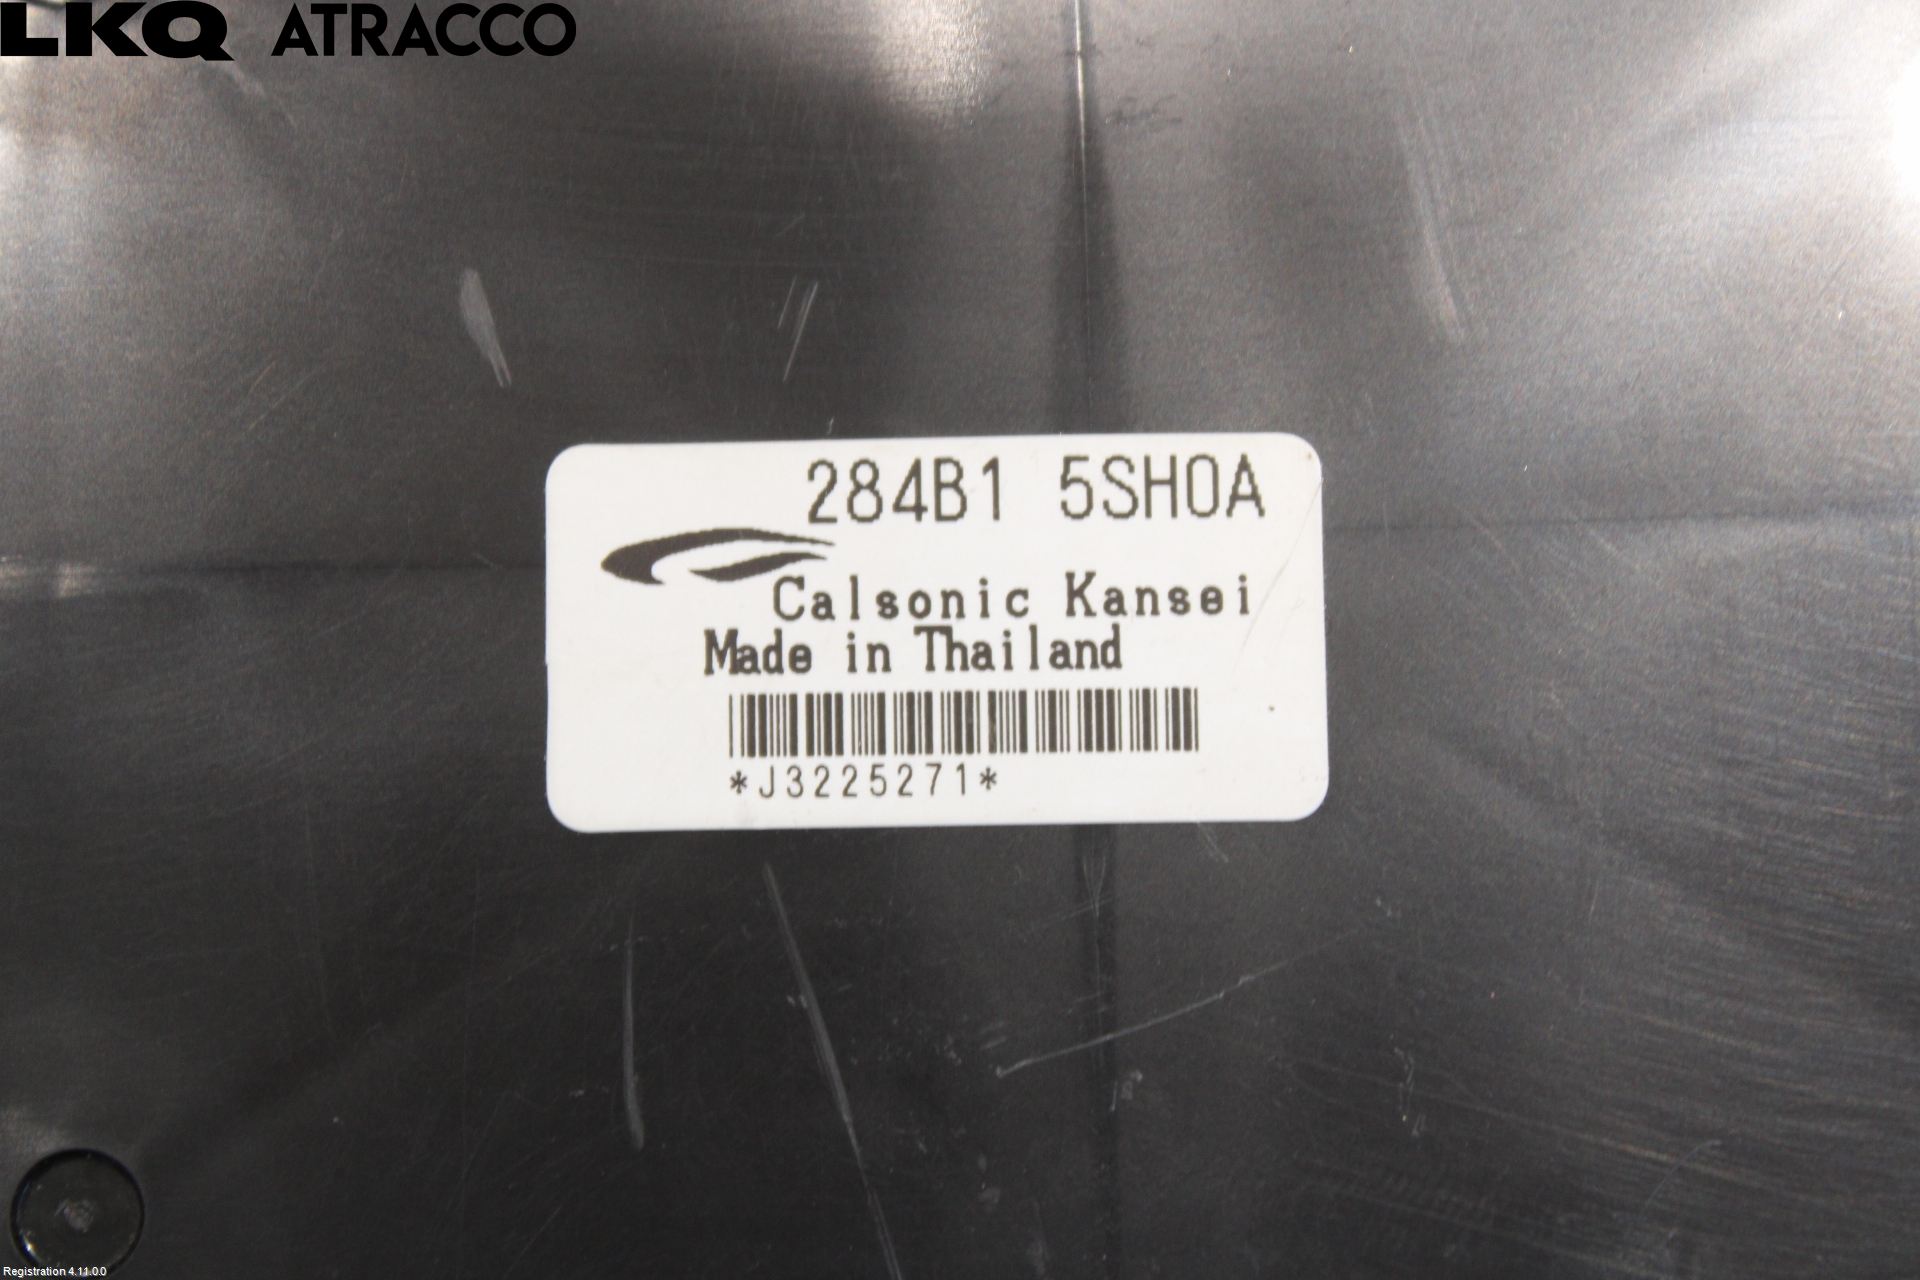 LKQ ATRACCO
284B1 5SH0A
Calsonic Kansei
Made in Thailand
*J3225271*
Registration 4.11.0.0